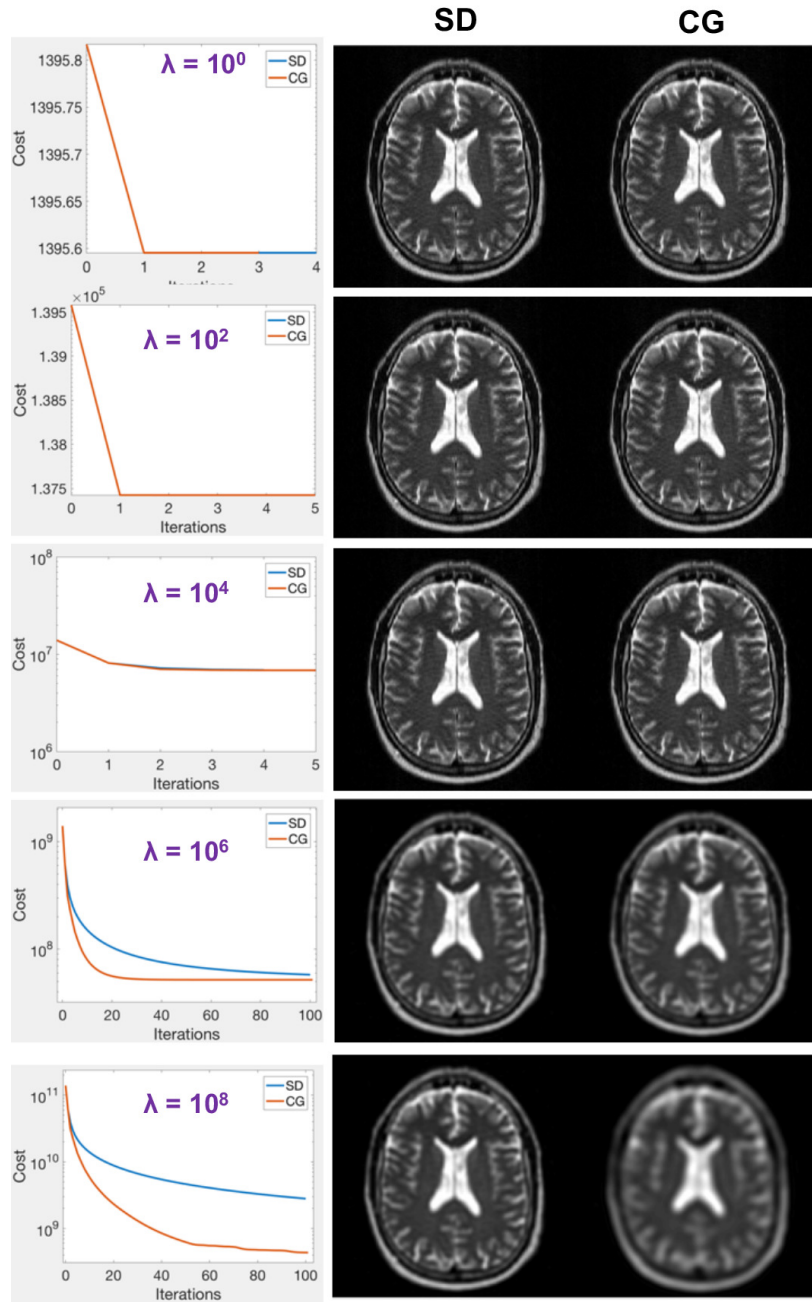 SD CG
λ = 10⁰
SD
CG
1395.8
1395.75
1395.7
1395.65
1395.6
Cost
0 1 2 3 4
Iterations
×10⁵
λ = 10²
SD
CG
1.395
1.39
1.385
1.38
1.375
Cost
0 1 2 3 4 5
Iterations
λ = 10⁴
SD
CG
10⁸
10⁷
10⁶
Cost
0 1 2 3 4 5
Iterations
λ = 10⁶
SD
CG
10⁹
10⁸
Cost
0 20 40 60 80 100
Iterations
λ = 10⁸
SD
CG
10¹¹
10¹⁰
10⁹
Cost
0 20 40 60 80 100
Iterations